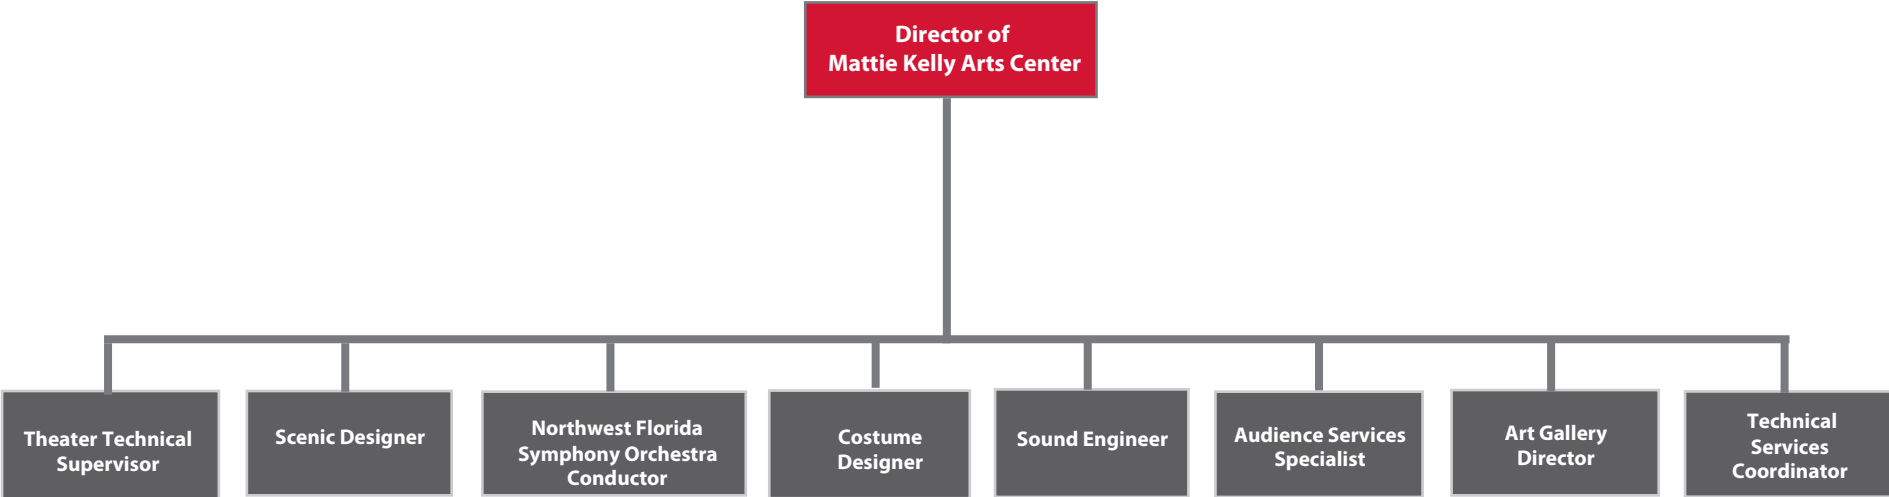 Director of
Mattie Kelly Arts Center
Theater Technical
Supervisor
Scenic Designer
Northwest Florida
Symphony Orchestra
Conductor
Costume
Designer
Sound Engineer
Audience Services
Specialist
Art Gallery
Director
Technical
Services
Coordinator